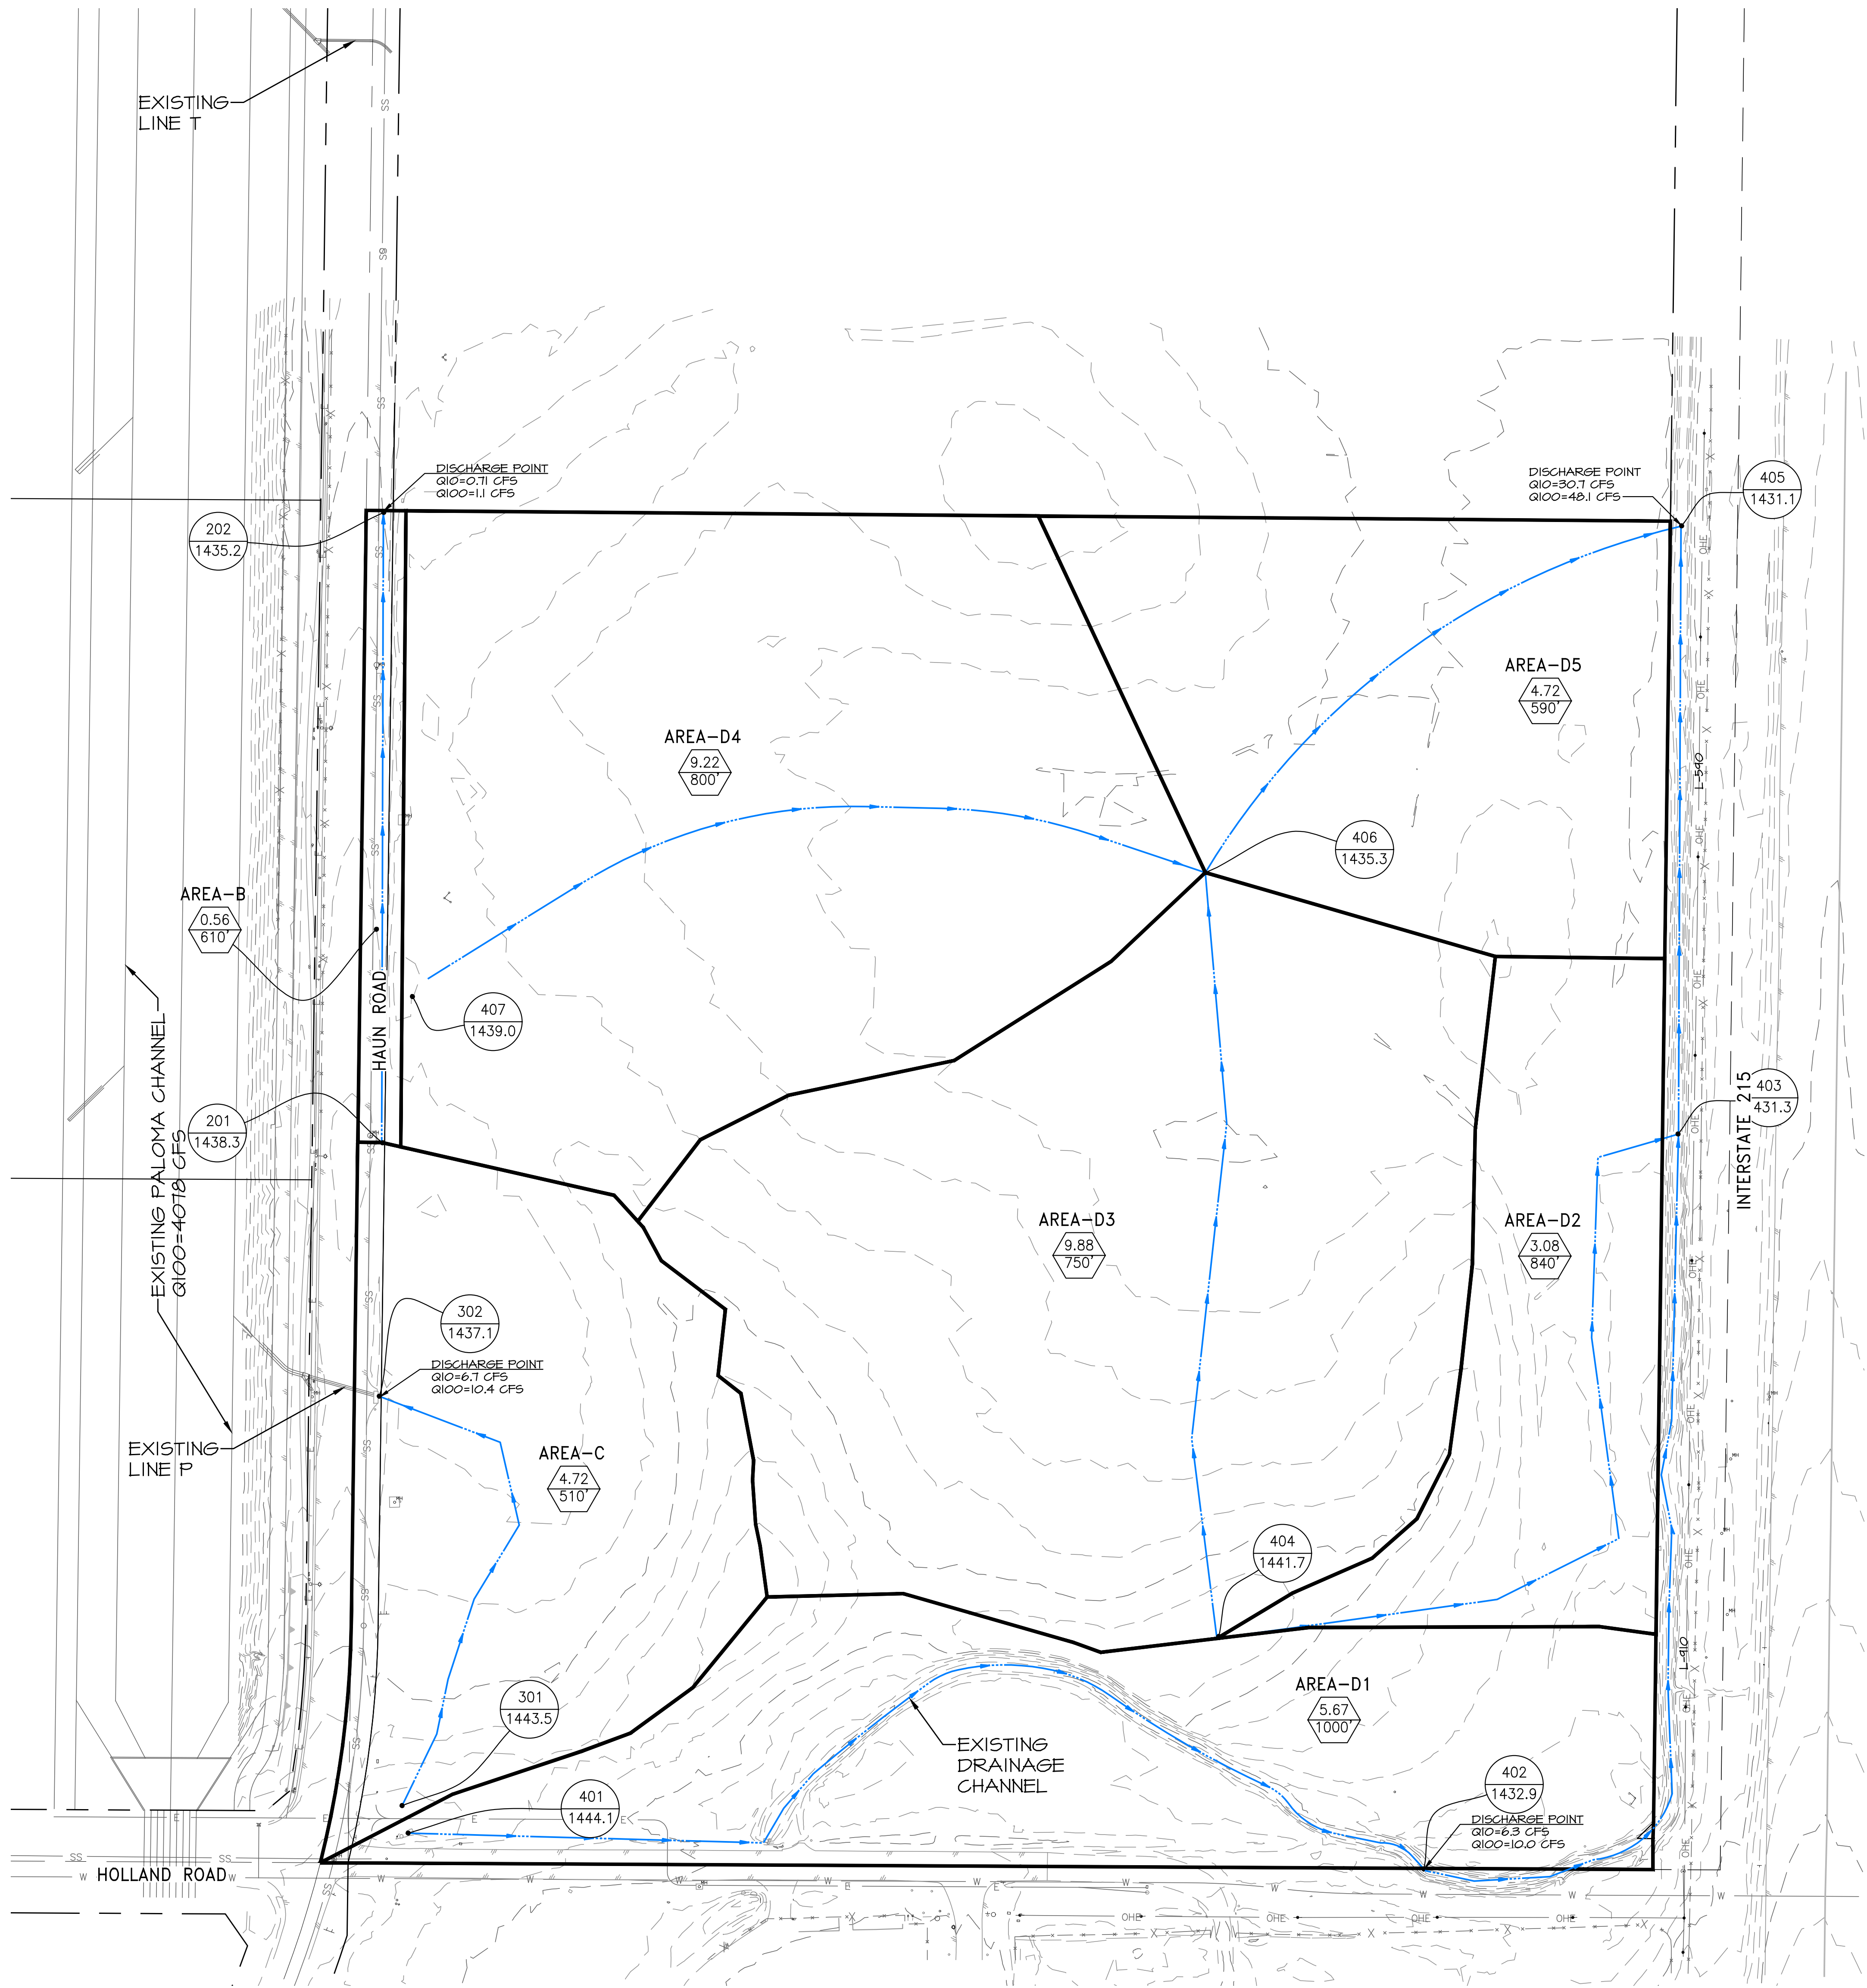 EXISTING
LINE T
DISCHARGE POINT
Q10=0.71 CFS
Q100=1.1 CFS
DISCHARGE POINT
Q10=30.7 CFS
Q100=48.1 CFS
405
1431.1
202
1435.2
AREA-D5
4.72
590'
AREA-D4
9.22
800'
L-590
406
1435.3
AREA-B
0.56
610'
HAUN ROAD
407
1439.0
EXISTING PALOMA CHANNEL
Q100=4078 CFS
201
1438.3
INTERSTATE 215
403
431.3
AREA-D3
9.88
750'
AREA-D2
3.08
840'
302
1437.1
DISCHARGE POINT
Q10=6.7 CFS
Q100=10.4 CFS
EXISTING
LINE P
AREA-C
4.72
510'
404
1441.7
L-910
301
1443.5
AREA-D1
5.67
1000'
EXISTING
DRAINAGE
CHANNEL
401
1444.1
402
1432.9
DISCHARGE POINT
Q10=6.3 CFS
Q100=10.0 CFS
HOLLAND ROAD
SS
SS
W
W
W
W
W
W
W
W
W
W
OHE
OHE
OHE
OHE